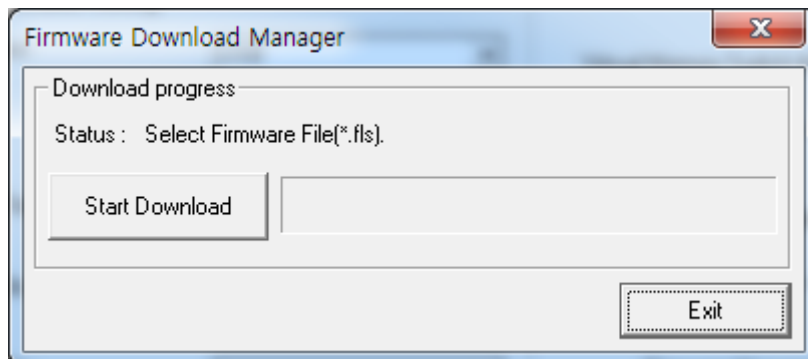 Firmware Download Manager
Download progress
Status : Select Firmware File(*.fls).
Start Download
Exit